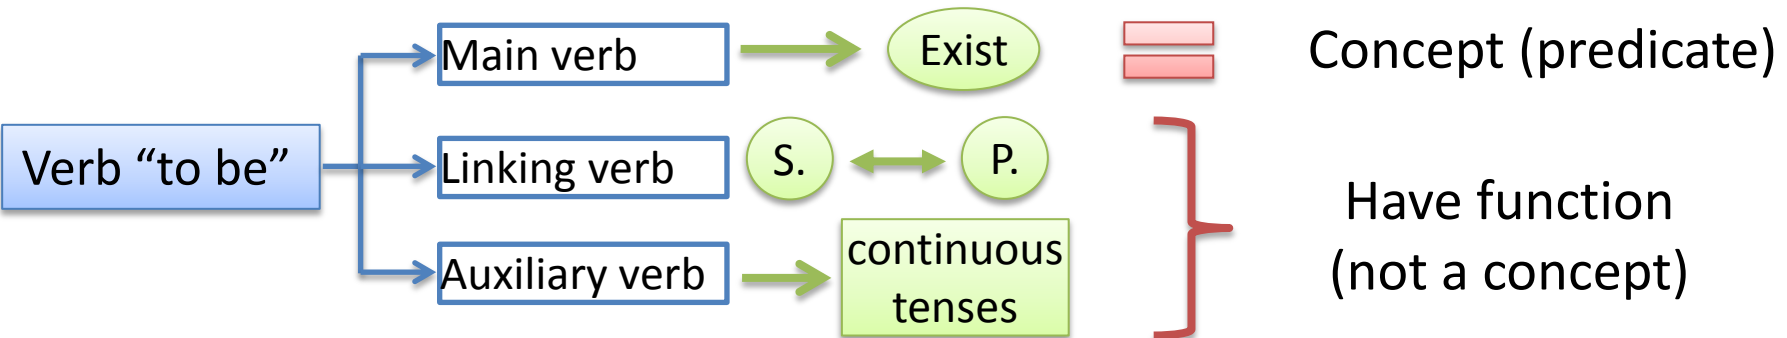 Verb “to be”
Main verb
Exist
Concept (predicate)
Linking verb
S.
P.
Auxiliary verb
continuous
tenses
Have function
(not a concept)